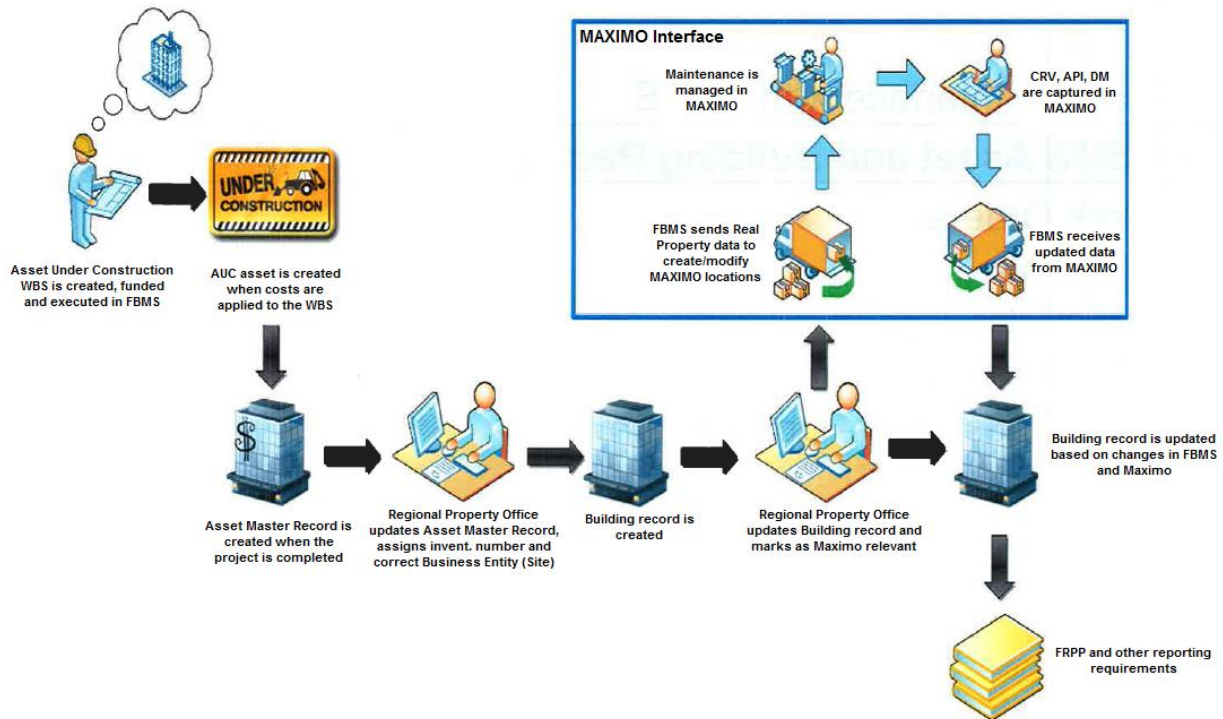 MAXIMO Interface
Maintenance is
managed in
MAXIMO
CRV, API, DM
are captured in
MAXIMO
UNDER
CONSTRUCTION
FBMS sends Real
Property data to
create/modify
MAXIMO locations
FBMS receives
updated data
from MAXIMO
Asset Under Construction
WBS is created, funded
and executed in FBMS
AUC asset is created
when costs are
applied to the WBS
$
Asset Master Record is
created when the
project is completed
Regional Property Office
updates Asset Master Record,
assigns invent. number and
correct Business Entity (Site)
Building record is
created
Regional Property Office
updates Building record and
marks as Maximo relevant
Building record is updated
based on changes in FBMS
and Maximo
FRPP and other reporting
requirements